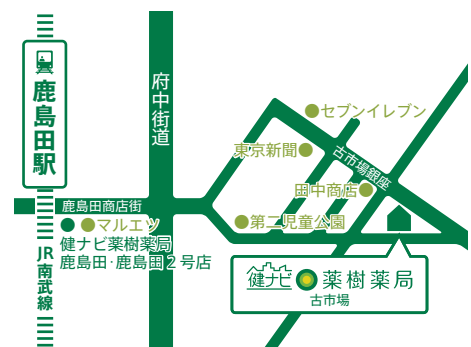 鹿島田駅
府中街道
セブンイレブン
東京新聞
古市場銀座
田中商店
鹿島田商店街
マルエツ
第二児童公園
健ナビ薬樹薬局
鹿島田・鹿島田2号店
JR南武線
健ナビ 薬樹薬局
古市場